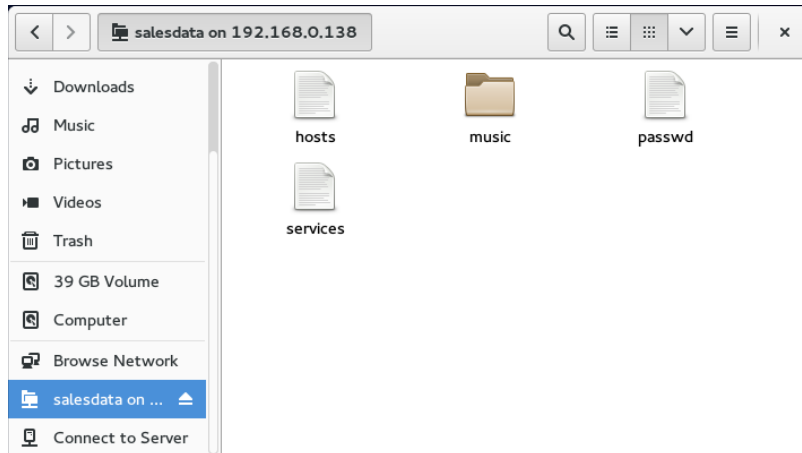 salesdata on 192.168.0.138
Downloads
Music
Pictures
Videos
Trash
39 GB Volume
Computer
Browse Network
salesdata on ...
Connect to Server
hosts
music
passwd
services